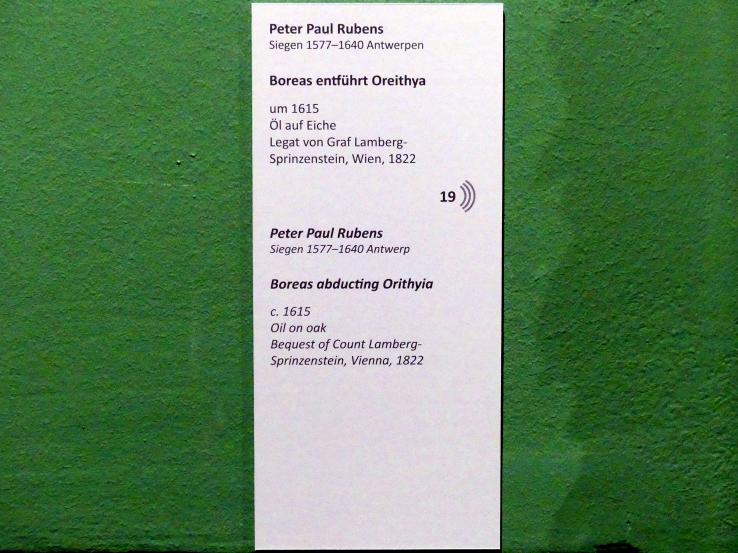 Peter Paul Rubens
Siegen 1577–1640 Antwerpen
Boreas entführt Oreithya
um 1615
Öl auf Eiche
Legat von Graf Lamberg-
Sprinzenstein, Wien, 1822
19
Peter Paul Rubens
Siegen 1577–1640 Antwerp
Boreas abducting Orithyia
c. 1615
Oil on oak
Bequest of Count Lamberg-
Sprinzenstein, Vienna, 1822